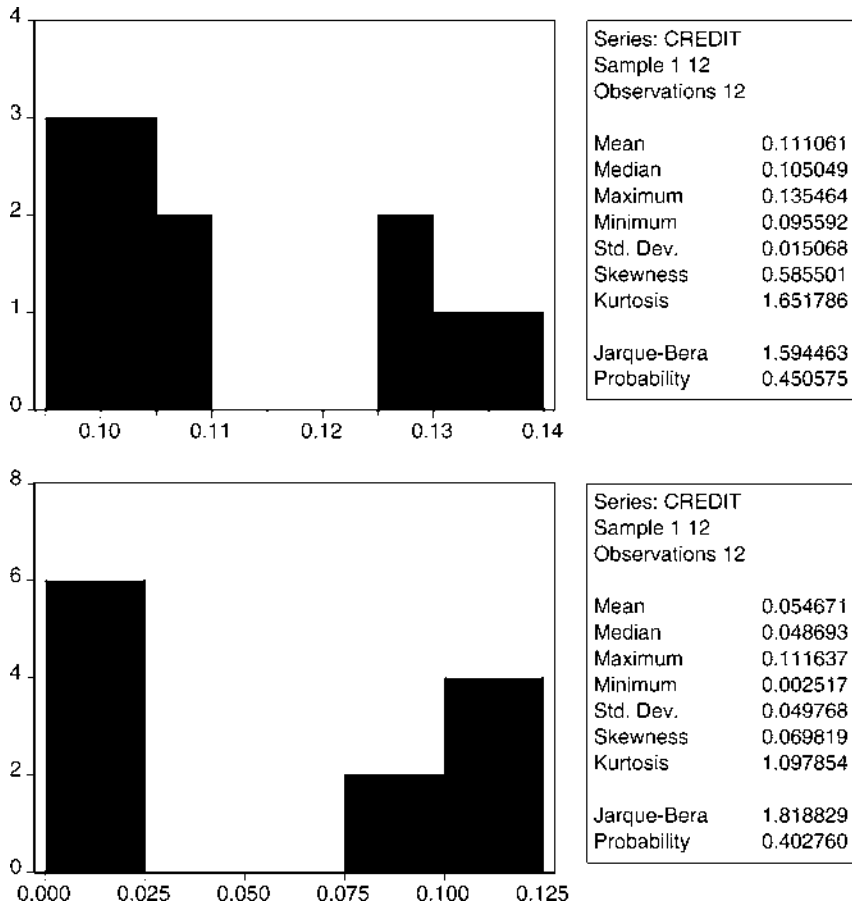 4
3
2
1
0
0.10 0.11 0.12 0.13 0.14
Series: CREDIT
Sample 1 12
Observations 12
Mean 0.111061
Median 0.105049
Maximum 0.135464
Minimum 0.095592
Std. Dev. 0.015068
Skewness 0.585501
Kurtosis 1.651786
Jarque-Bera 1.594463
Probability 0.450575
8
6
4
2
0
0.000 0.025 0.050 0.075 0.100 0.125
Series: CREDIT
Sample 1 12
Observations 12
Mean 0.054671
Median 0.048693
Maximum 0.111637
Minimum 0.002517
Std. Dev. 0.049768
Skewness 0.069819
Kurtosis 1.097854
Jarque-Bera 1.818829
Probability 0.402760